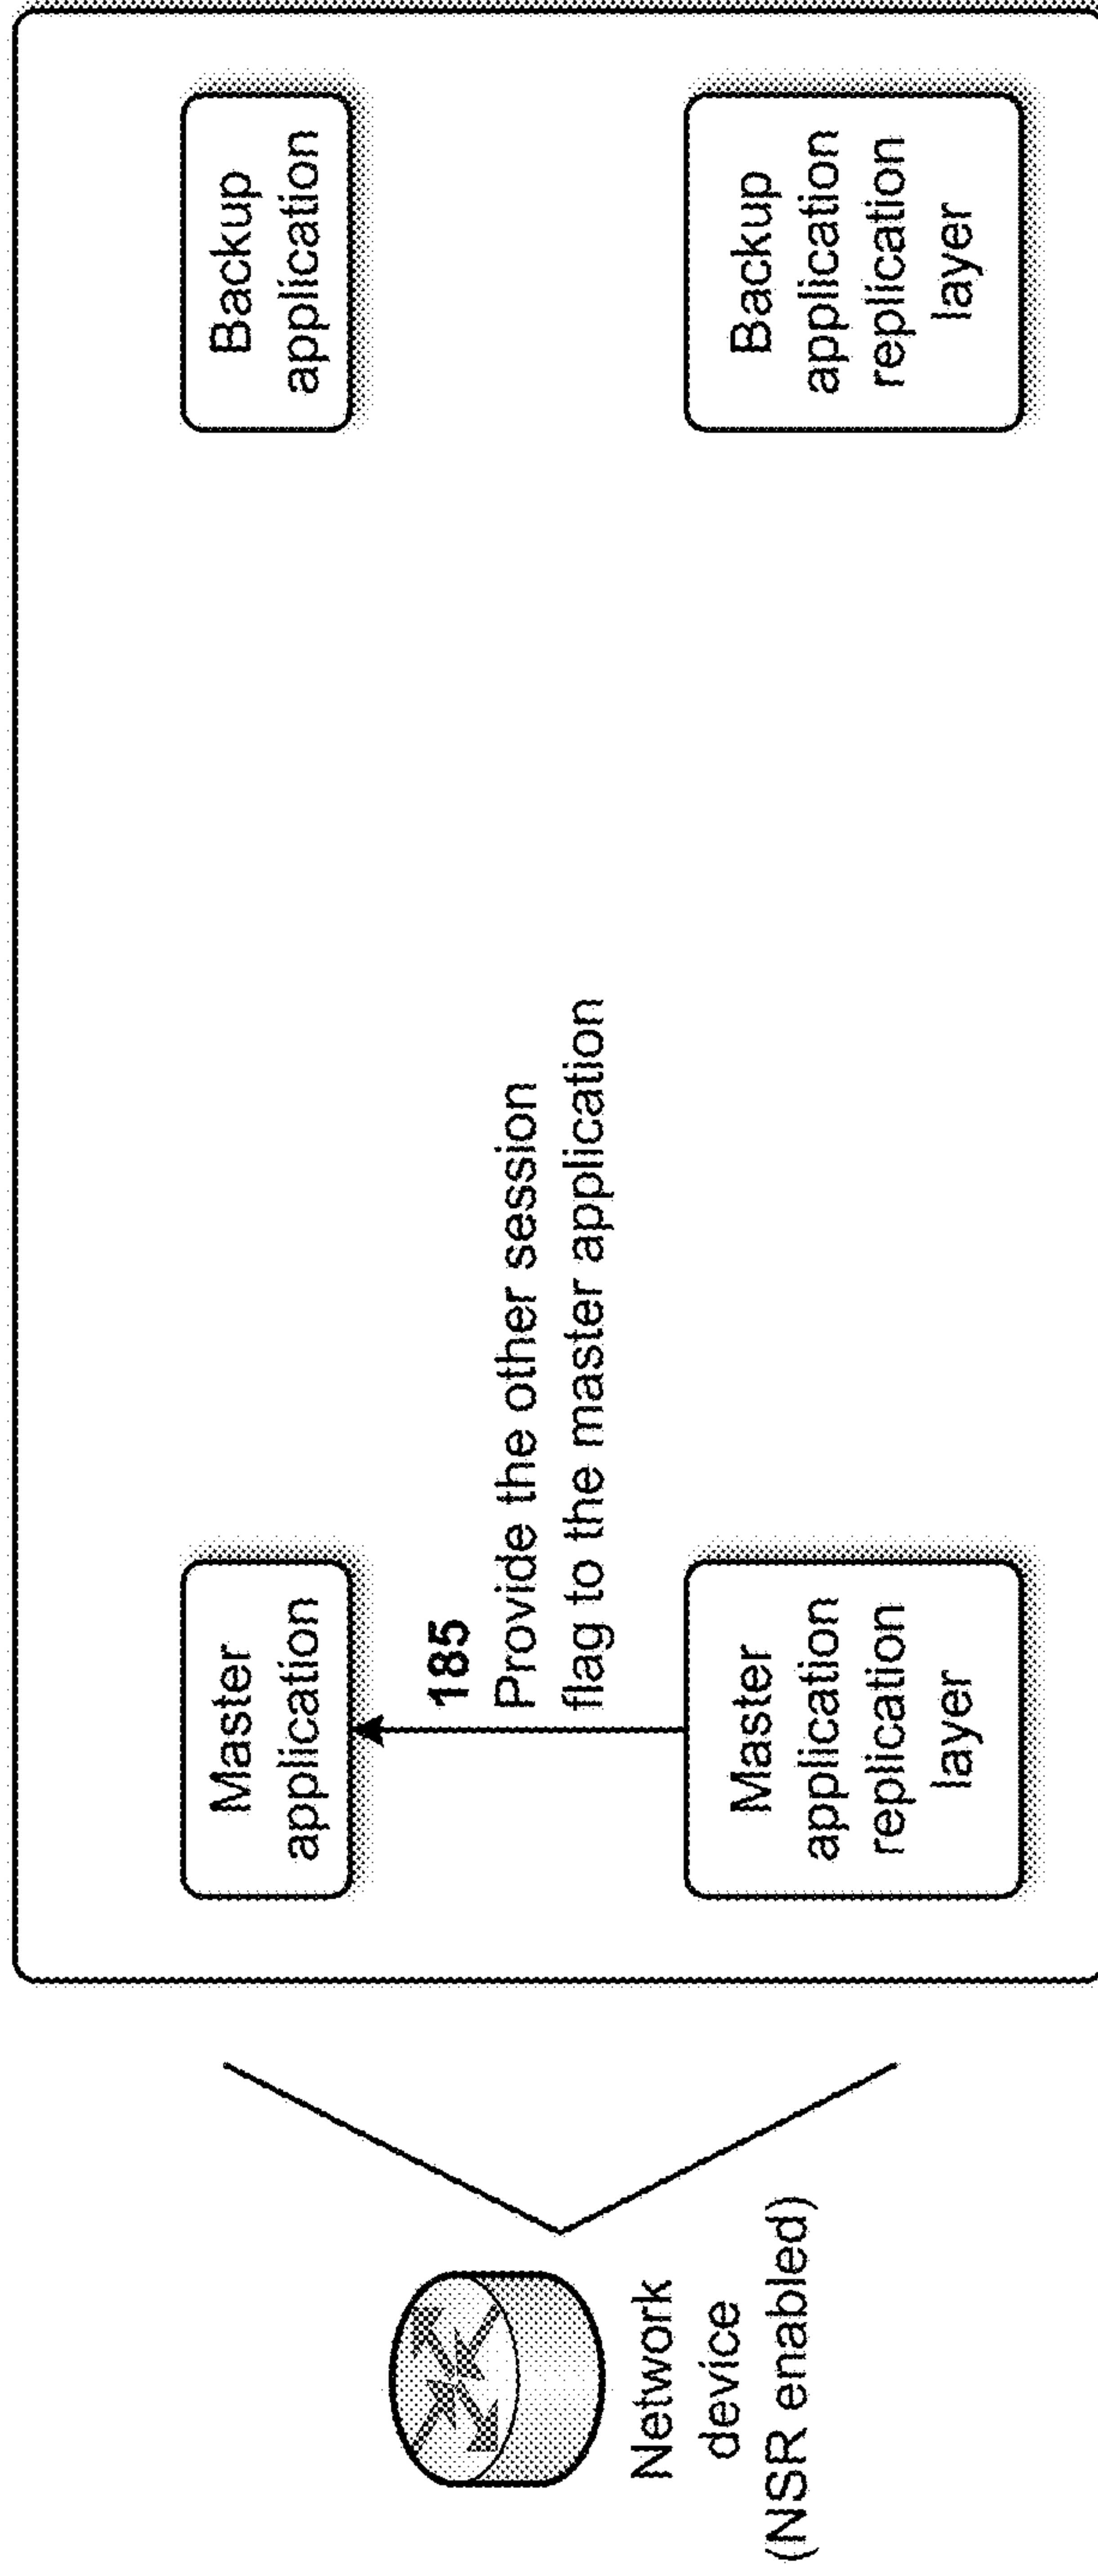 Network
device
(NSR enabled)
Master
application
185
Provide the other session
flag to the master application
Master
application
replication
layer
Backup
application
Backup
application
replication
layer